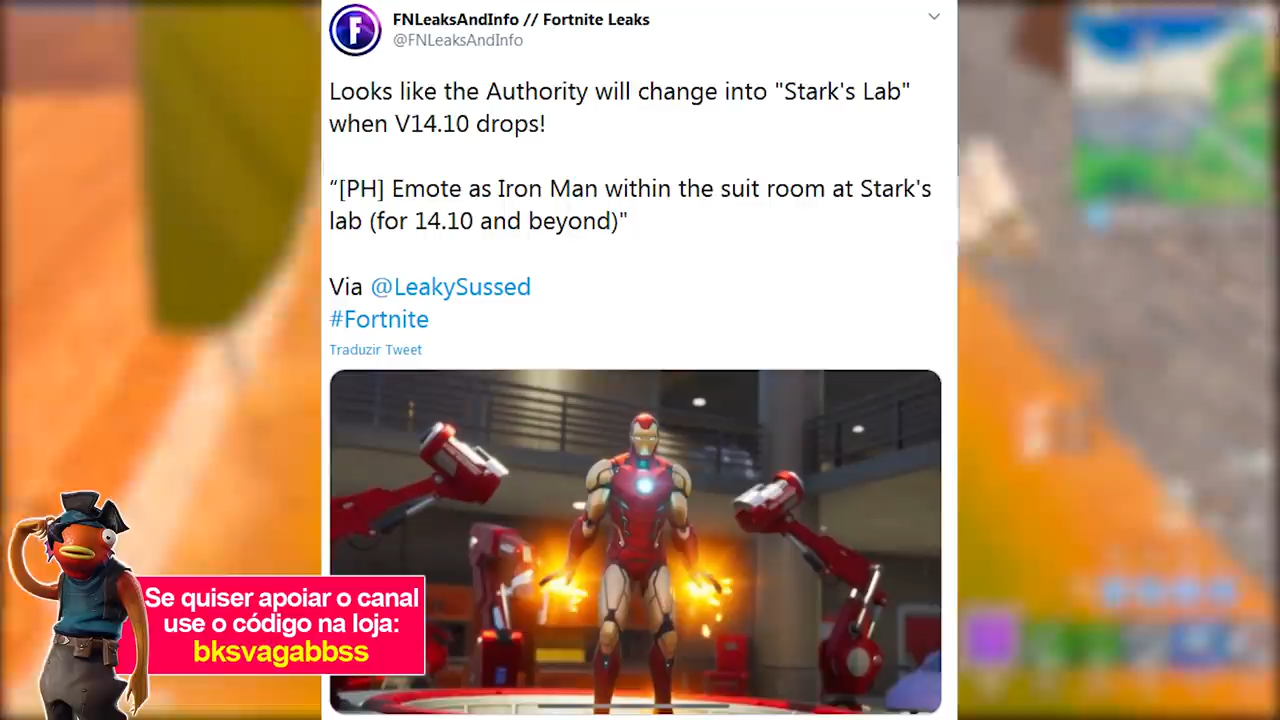 FNLeaksAndInfo // Fortnite Leaks
@FNLeaksAndInfo
Looks like the Authority will change into "Stark's Lab"
when V14.10 drops!
“[PH] Emote as Iron Man within the suit room at Stark's
lab (for 14.10 and beyond)"
Via @LeakySussed
#Fortnite
Traduzir Tweet
Se quiser apoiar o canal
use o código na loja:
bksvagabbss